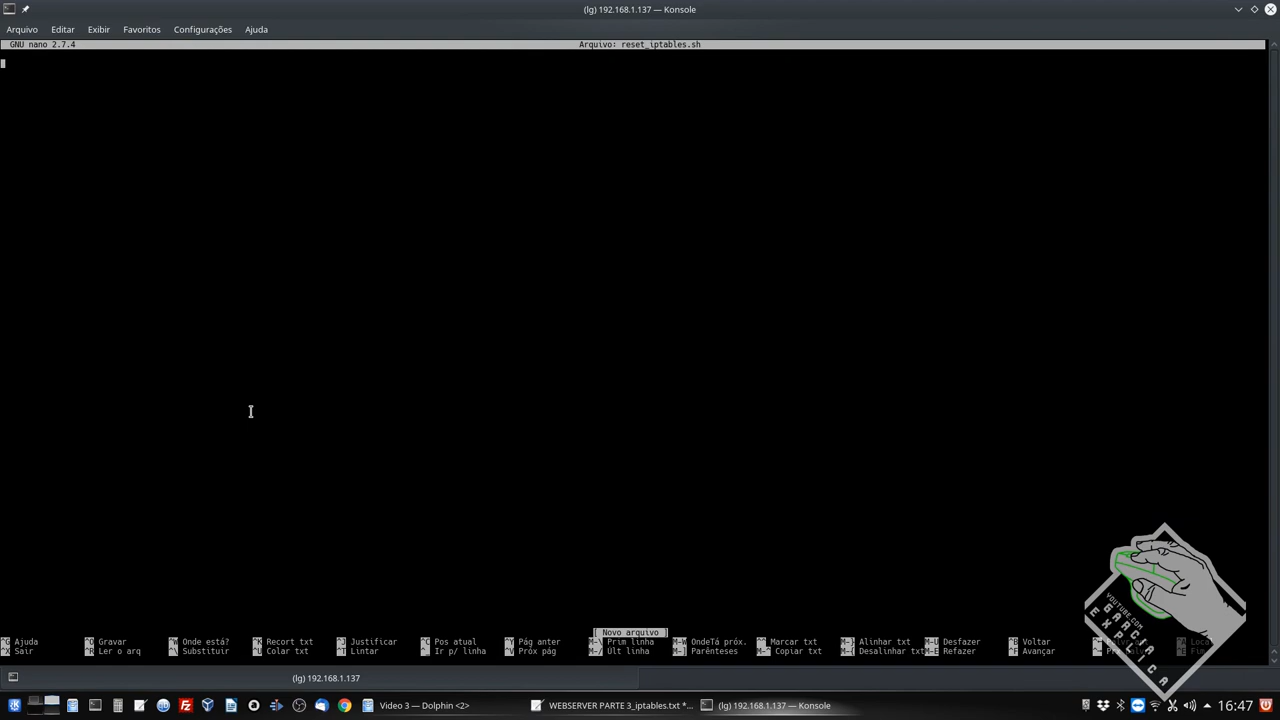 (lg) 192.168.1.137 — Konsole
Arquivo Editar Exibir Favoritos Configurações Ajuda
GNU nano 2.7.4 Arquivo: reset_iptables.sh
[ Novo arquivo ]
^G Ajuda ^O Gravar ^W Onde está? ^K Recort txt ^J Justificar ^C Pos atual ^Y Pág anter M-\ Prim linha M-W OndeTá próx. ^^ Marcar txt M-} Alinhar txt M-U Desfazer ^B Voltar
^X Sair ^R Ler o arq ^\ Substituir ^U Colar txt ^T Lintar ^_ Ir p/ linha ^V Próx pág M-/ Últ linha M-] Parênteses M-^ Copiar txt M-{ Desalinhar txt M-E Refazer ^F Avançar
YOUTUBE.COM
GARCIA
EXPLICA
(lg) 192.168.1.137
Video 3 — Dolphin <2> WEBSERVER PARTE 3_iptables.txt *... (lg) 192.168.1.137 — Konsole 16:47